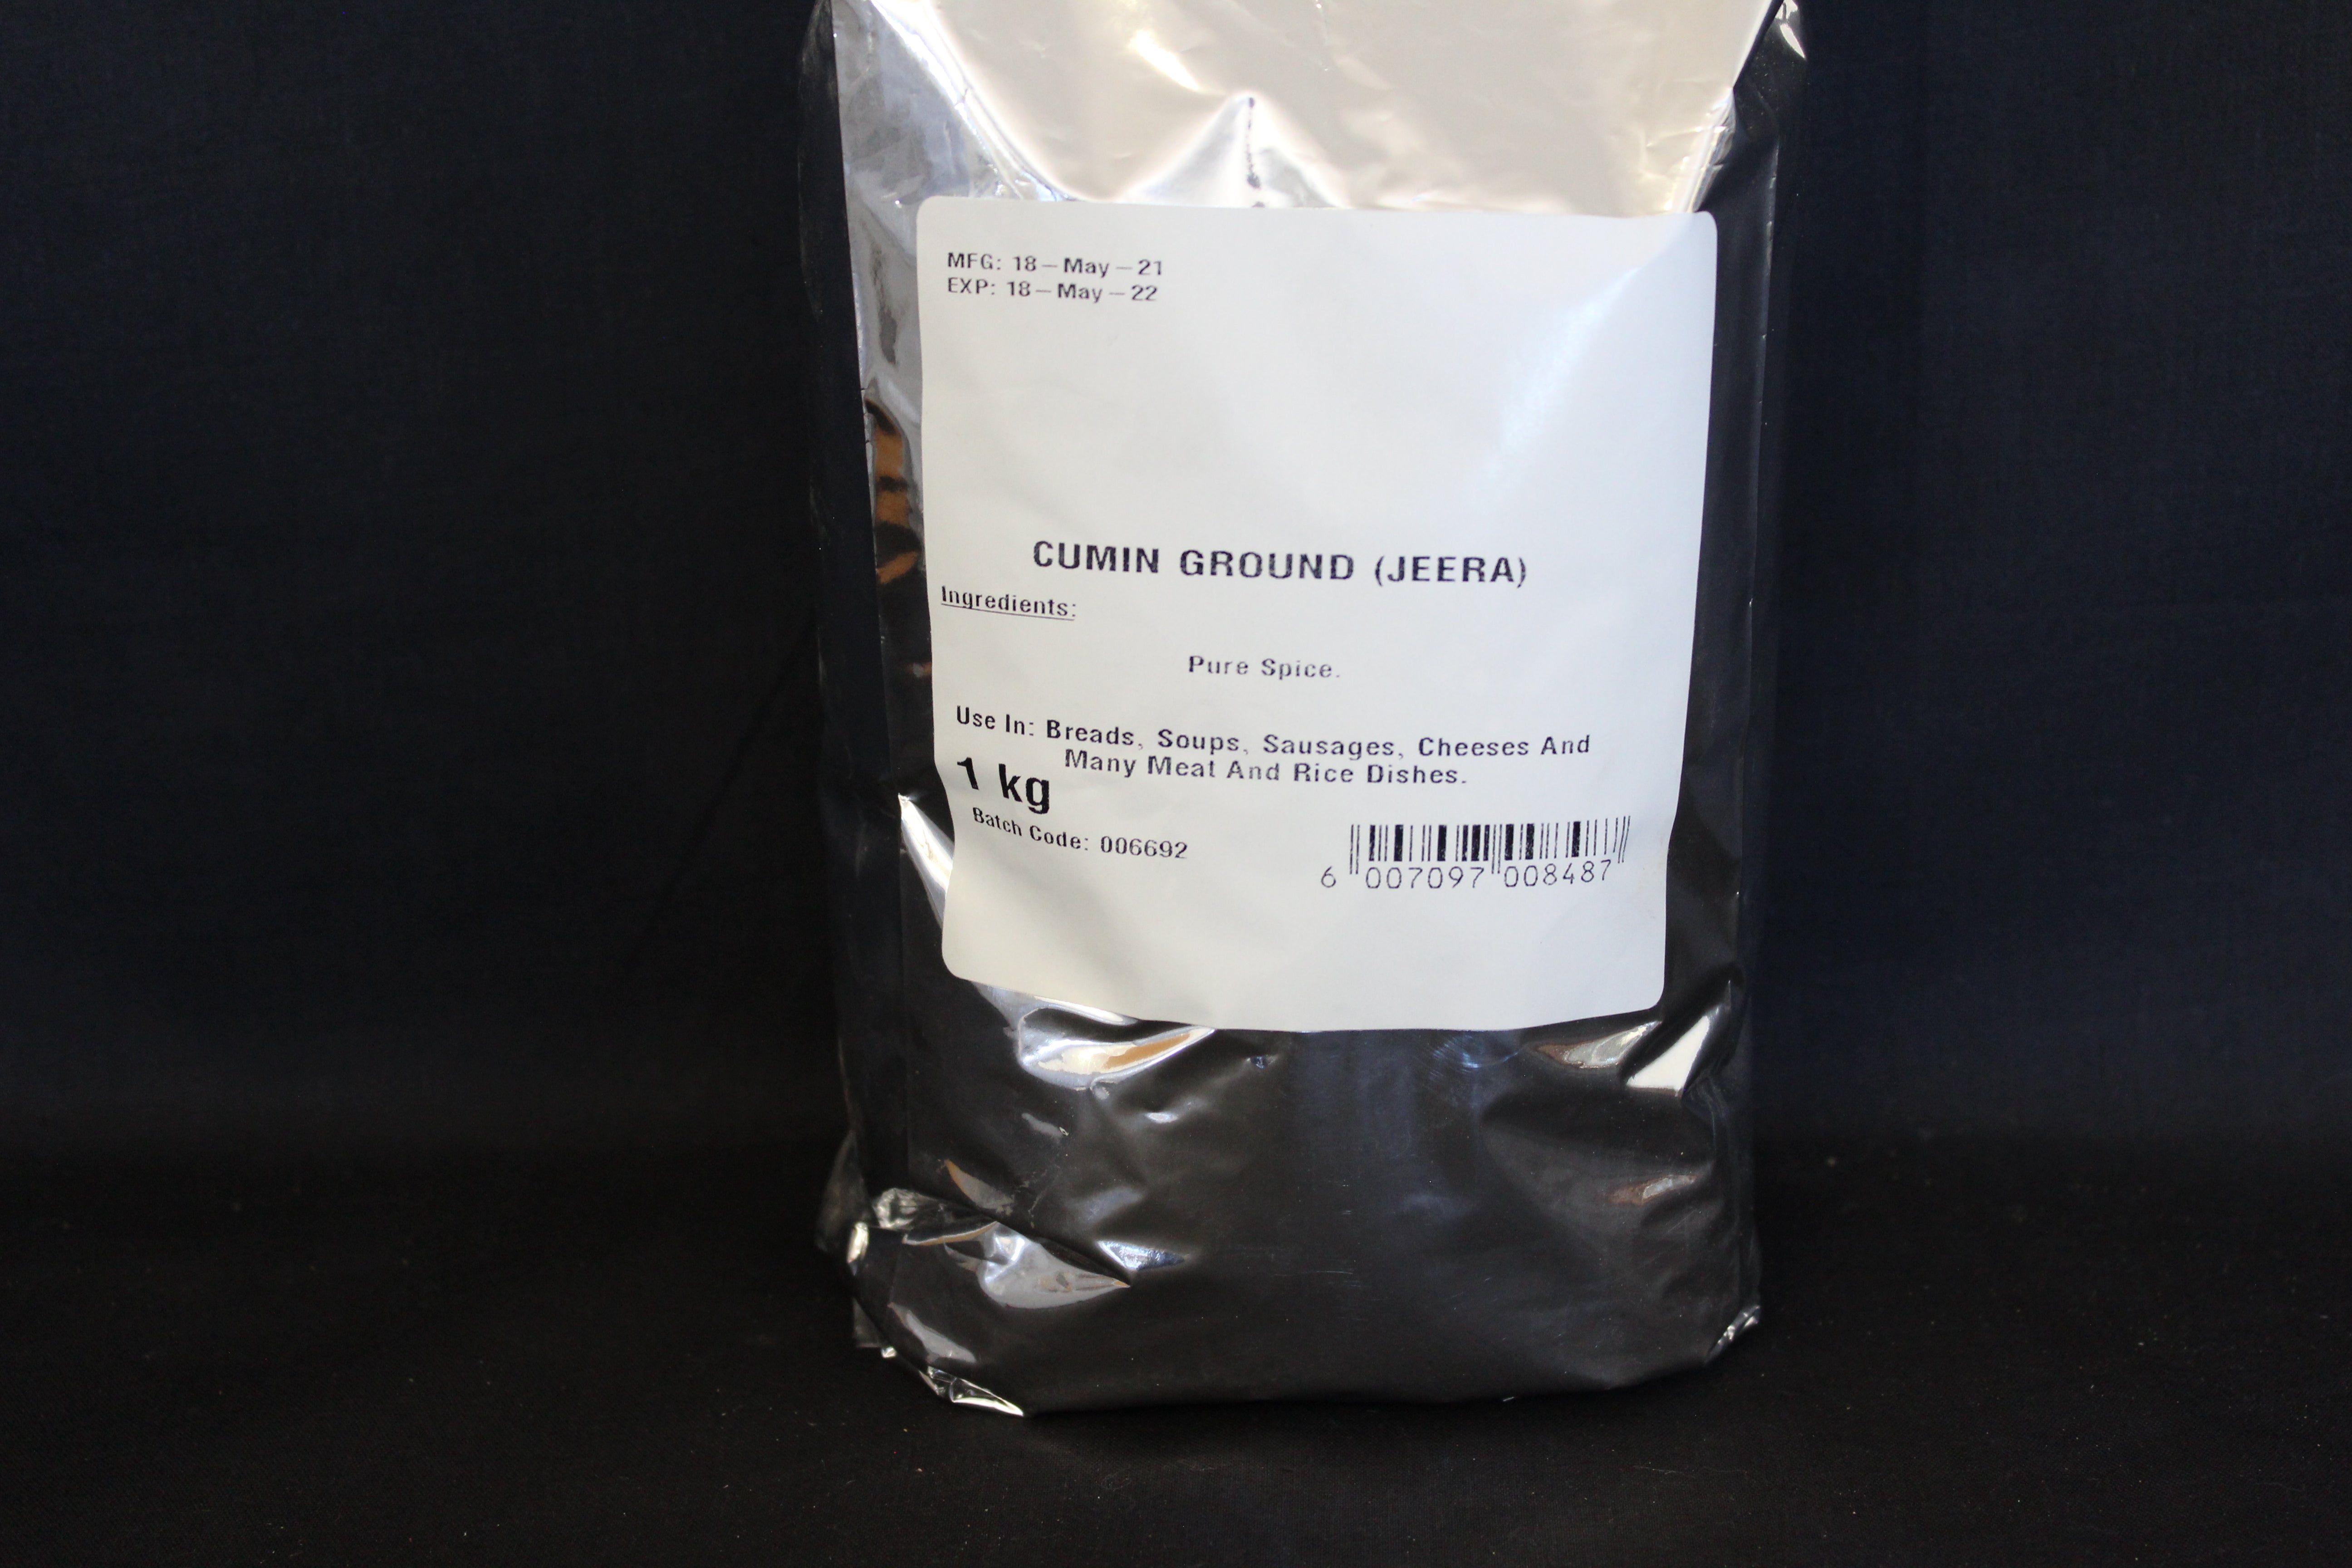 MFG: 18-May-21
EXP: 18-May-22
CUMIN GROUND (JEERA)
Ingredients:
Pure Spice.
Use In: Breads, Soups, Sausages, Cheeses And
Many Meat And Rice Dishes.
1 kg
Batch Code: 006692
6 007097 008487